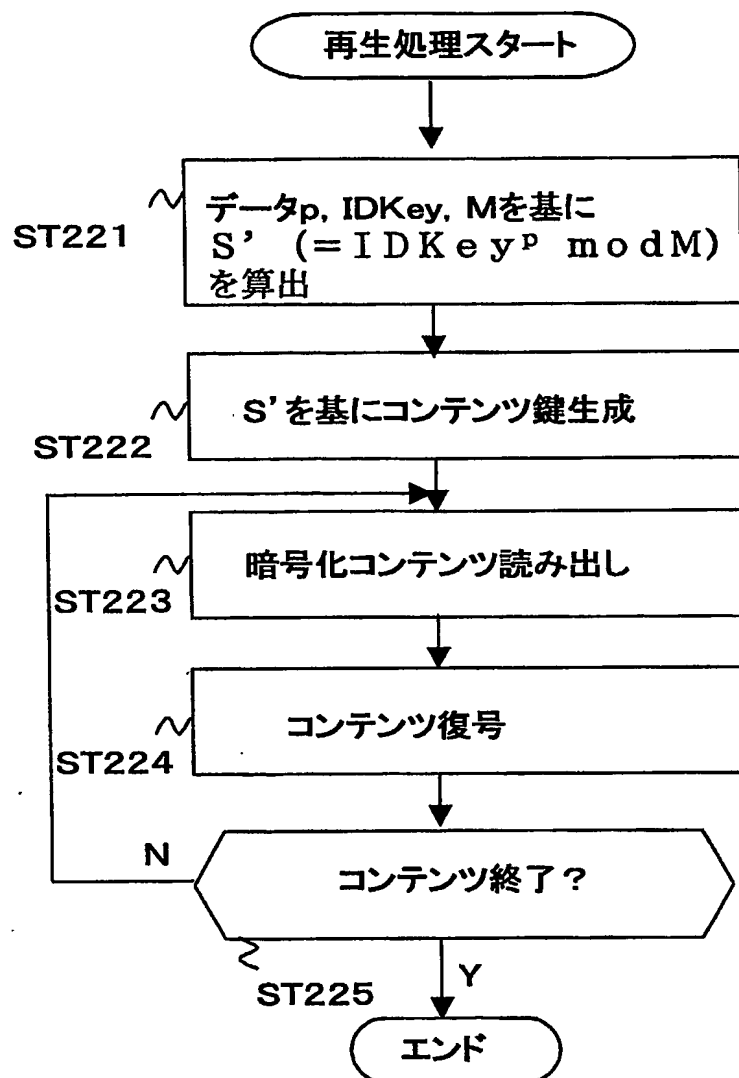 再生処理スタート
ST221
データp, IDKey, Mを基に
S' (=IDKeyᵖ modM)
を算出
ST222
S'を基にコンテンツ鍵生成
ST223
暗号化コンテンツ読み出し
ST224
コンテンツ復号
N
コンテンツ終了?
ST225
Y
エンド